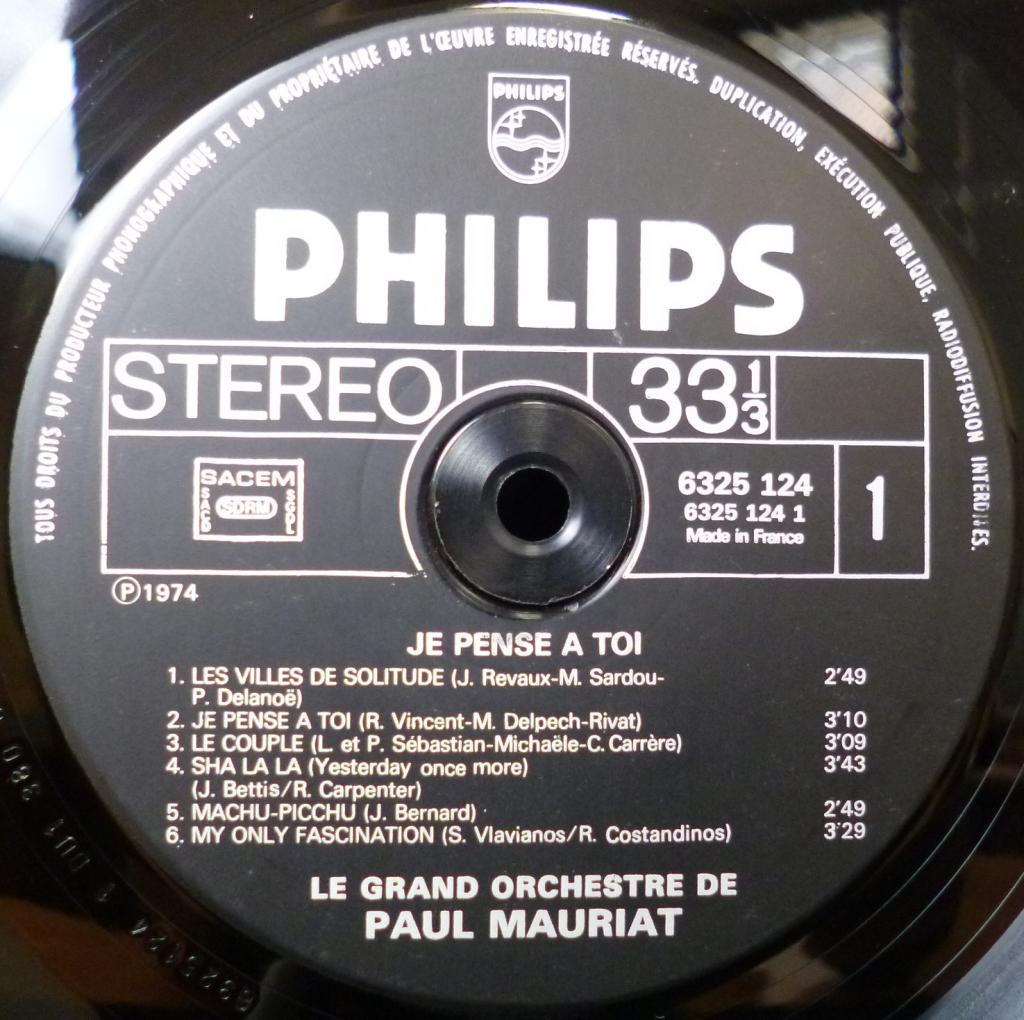 TOUS DROITS DU PRODUCTEUR PHONOGRAPHIQUE ET DU PROPRIÉTAIRE DE L'ŒUVRE ENREGISTRÉE RÉSERVÉS. DUPLICATION, EXÉCUTION PUBLIQUE, RADIODIFFUSION INTERDITES.
PHILIPS
PHILIPS
STEREO
33 1/3
SACEM
SACD
SDRM
SGDL
6325 124
6325 124 1
Made in France
1
Ⓟ1974
JE PENSE A TOI
1. LES VILLES DE SOLITUDE (J. Revaux-M. Sardou-
P. Delanoë) 2'49
2. JE PENSE A TOI (R. Vincent-M. Delpech-Rivat) 3'10
3. LE COUPLE (L. et P. Sébastian-Michaële-C. Carrère) 3'09
4. SHA LA LA (Yesterday once more) 3'43
(J. Bettis/R. Carpenter)
5. MACHU-PICCHU (J. Bernard) 2'49
6. MY ONLY FASCINATION (S. Vlavianos/R. Costandinos) 3'29
LE GRAND ORCHESTRE DE
PAUL MAURIAT